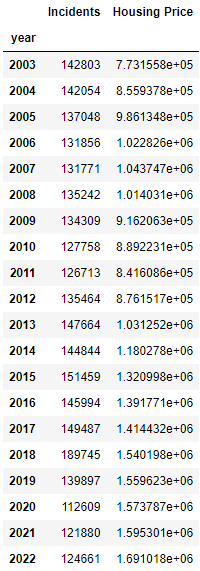 Incidents Housing Price
year
2003 142803 7.731558e+05
2004 142054 8.559378e+05
2005 137048 9.861348e+05
2006 131856 1.022826e+06
2007 131771 1.043747e+06
2008 135242 1.014031e+06
2009 134309 9.162063e+05
2010 127758 8.892231e+05
2011 126713 8.416086e+05
2012 135464 8.761517e+05
2013 147664 1.031252e+06
2014 144844 1.180278e+06
2015 151459 1.320998e+06
2016 145994 1.391771e+06
2017 149487 1.414432e+06
2018 189745 1.540198e+06
2019 139897 1.559623e+06
2020 112609 1.573787e+06
2021 121880 1.595301e+06
2022 124661 1.691018e+06